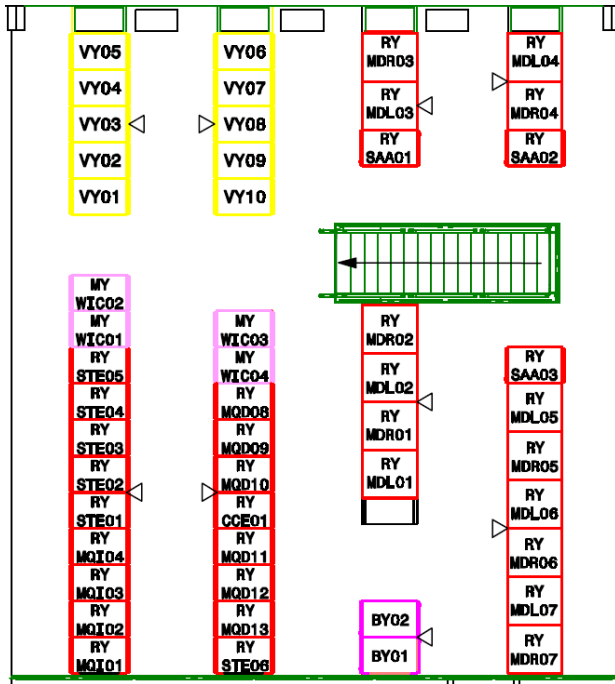 VY05
VY04
VY03
VY02
VY01
VY06
VY07
VY08
VY09
VY10
RY
MDR03
RY
MDL03
RY
SAA01
RY
MDL04
RY
MDR04
RY
SAA02
MY
WIC02
MY
WIC01
RY
STE05
RY
STE04
RY
STE03
RY
STE02
RY
STE01
RY
MQI04
RY
MQI03
RY
MQI02
RY
MQI01
MY
WIC03
MY
WIC04
RY
MQD08
RY
MQD09
RY
MQD10
RY
CCE01
RY
MQD11
RY
MQD12
RY
MQD13
RY
STE06
RY
MDR02
RY
MDL02
RY
MDR01
RY
MDL01
BY02
BY01
RY
SAA03
RY
MDL05
RY
MDR05
RY
MDL06
RY
MDR06
RY
MDL07
RY
MDR07